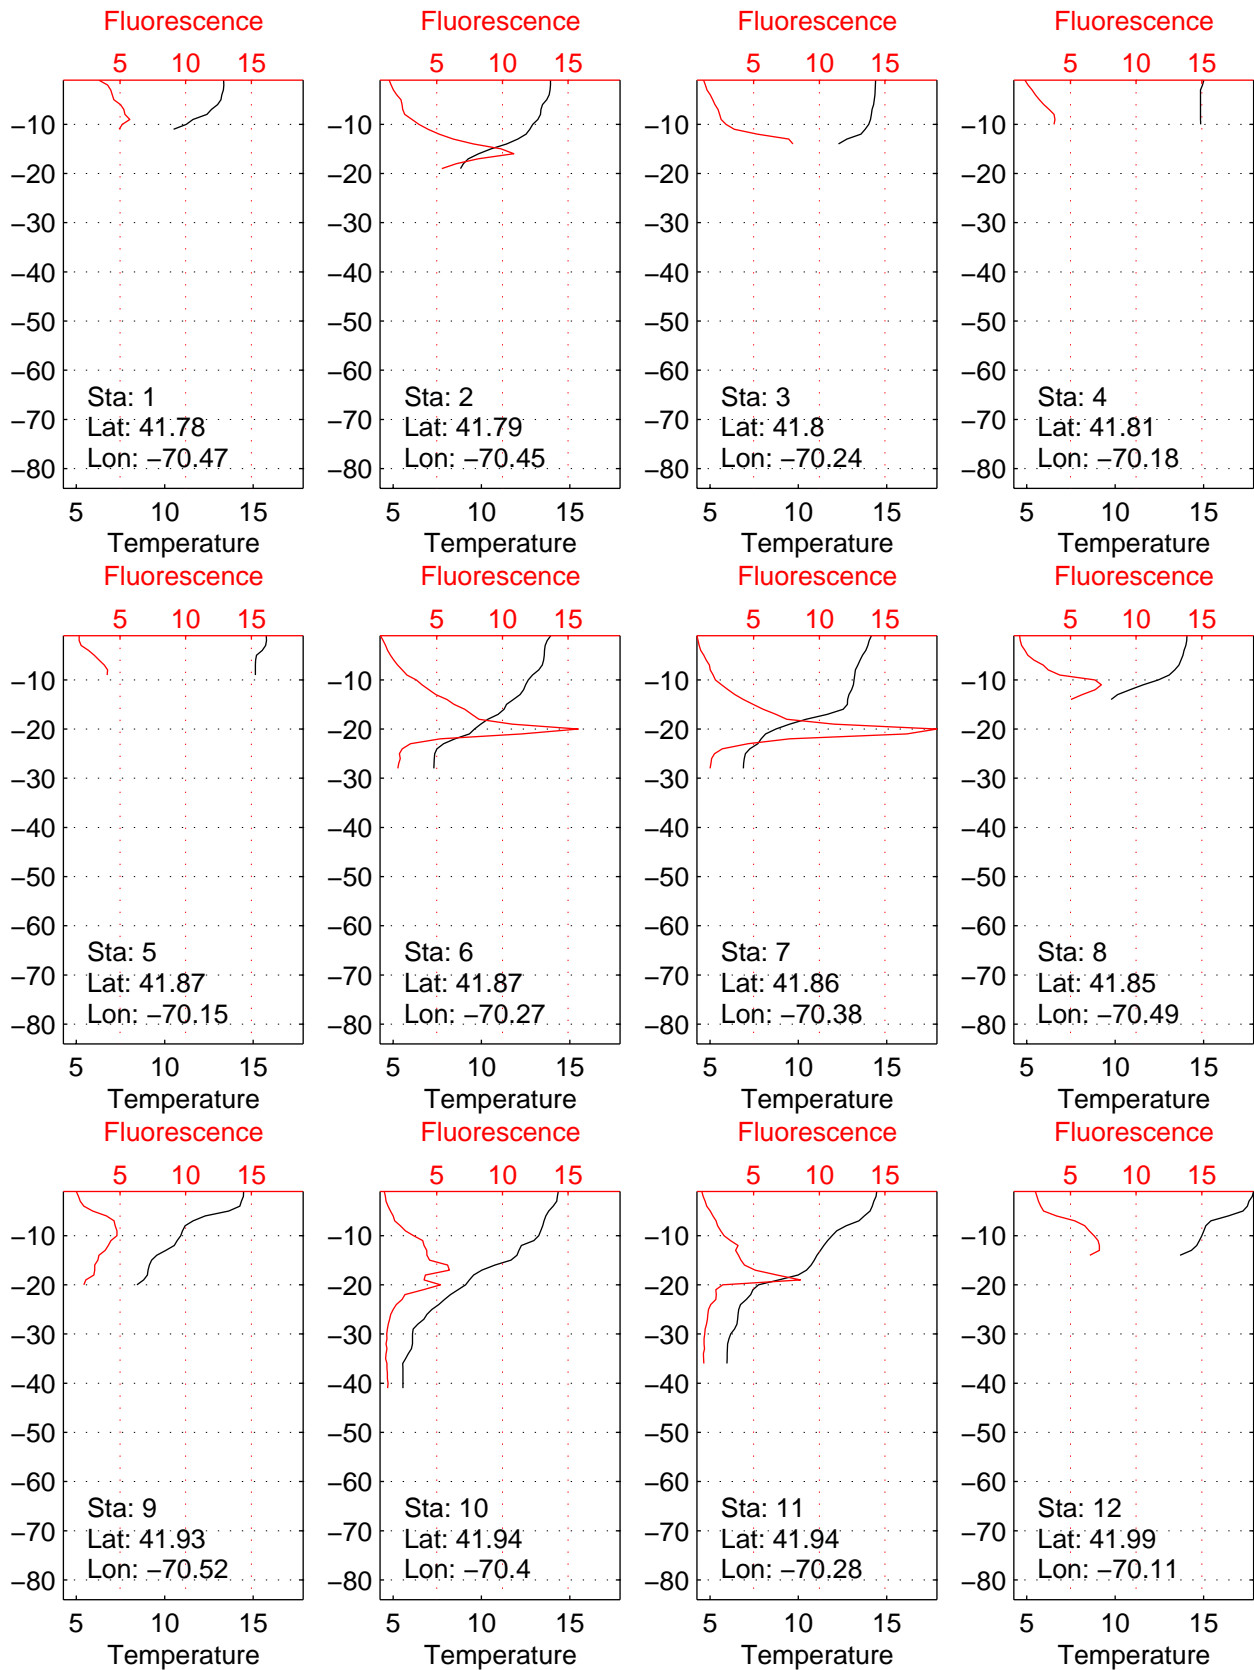 Fluorescence Fluorescence Fluorescence Fluorescence
5 10 15 5 10 15 5 10 15 5 10 15
−10 −10 −10 −10
−20 −20 −20 −20
−30 −30 −30 −30
−40 −40 −40 −40
−50 −50 −50 −50
−60 −60 −60 −60
Sta: 1 Sta: 2 Sta: 3 Sta: 4
−70 Lat: 41.78 −70 Lat: 41.79 −70 Lat: 41.8 −70 Lat: 41.81
−80 Lon: −70.47 −80 Lon: −70.45 −80 Lon: −70.24 −80 Lon: −70.18
5 10 15 5 10 15 5 10 15 5 10 15
Temperature Temperature Temperature Temperature
Fluorescence Fluorescence Fluorescence Fluorescence
5 10 15 5 10 15 5 10 15 5 10 15
−10 −10 −10 −10
−20 −20 −20 −20
−30 −30 −30 −30
−40 −40 −40 −40
−50 −50 −50 −50
−60 −60 −60 −60
Sta: 5 Sta: 6 Sta: 7 Sta: 8
−70 Lat: 41.87 −70 Lat: 41.87 −70 Lat: 41.86 −70 Lat: 41.85
−80 Lon: −70.15 −80 Lon: −70.27 −80 Lon: −70.38 −80 Lon: −70.49
5 10 15 5 10 15 5 10 15 5 10 15
Temperature Temperature Temperature Temperature
Fluorescence Fluorescence Fluorescence Fluorescence
5 10 15 5 10 15 5 10 15 5 10 15
−10 −10 −10 −10
−20 −20 −20 −20
−30 −30 −30 −30
−40 −40 −40 −40
−50 −50 −50 −50
−60 −60 −60 −60
Sta: 9 Sta: 10 Sta: 11 Sta: 12
−70 Lat: 41.93 −70 Lat: 41.94 −70 Lat: 41.94 −70 Lat: 41.99
−80 Lon: −70.52 −80 Lon: −70.4 −80 Lon: −70.28 −80 Lon: −70.11
5 10 15 5 10 15 5 10 15 5 10 15
Temperature Temperature Temperature Temperature